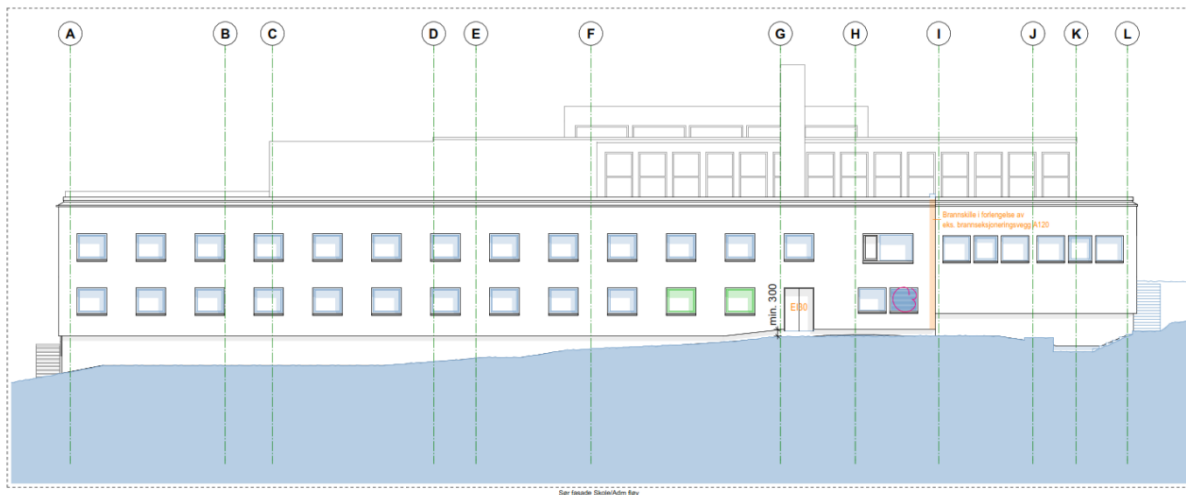 A B C D E F G H I J K L
Brannskille i forlengelse av
eks. brannseksjoneringsvegg A120
min. 300
EI30
Sør fasade Skole/Adm fløy